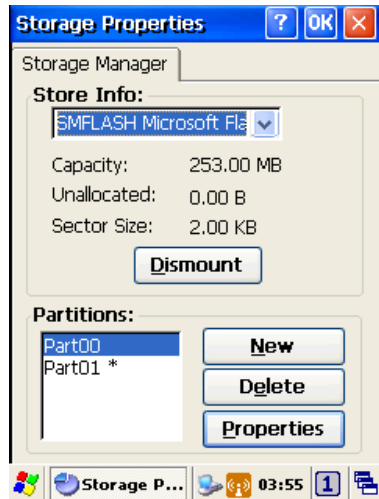 Storage Properties ? OK
Storage Manager
Store Info:
SMFLASH Microsoft Fla
Capacity: 253.00 MB
Unallocated: 0.00 B
Sector Size: 2.00 KB
Dismount
Partitions:
Part00
Part01 *
New
Delete
Properties
Storage P... 03:55 1